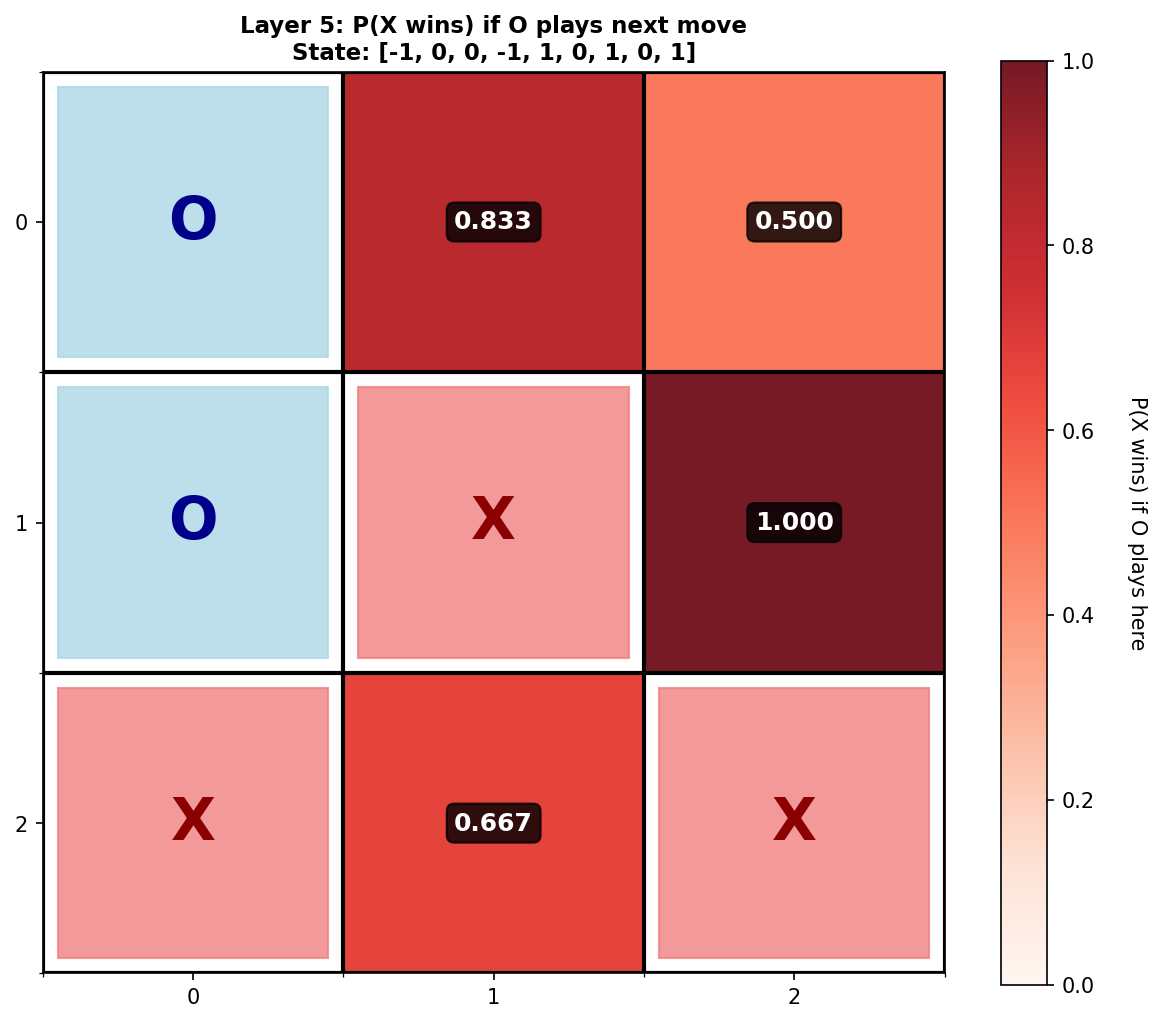 Layer 5: P(X wins) if O plays next move
State: [-1, 0, 0, -1, 1, 0, 1, 0, 1]
0
O
0.833
0.500
1
O
X
1.000
2
X
0.667
X
0
1
2
1.0
0.8
0.6
0.4
0.2
0.0
P(X wins) if O plays here